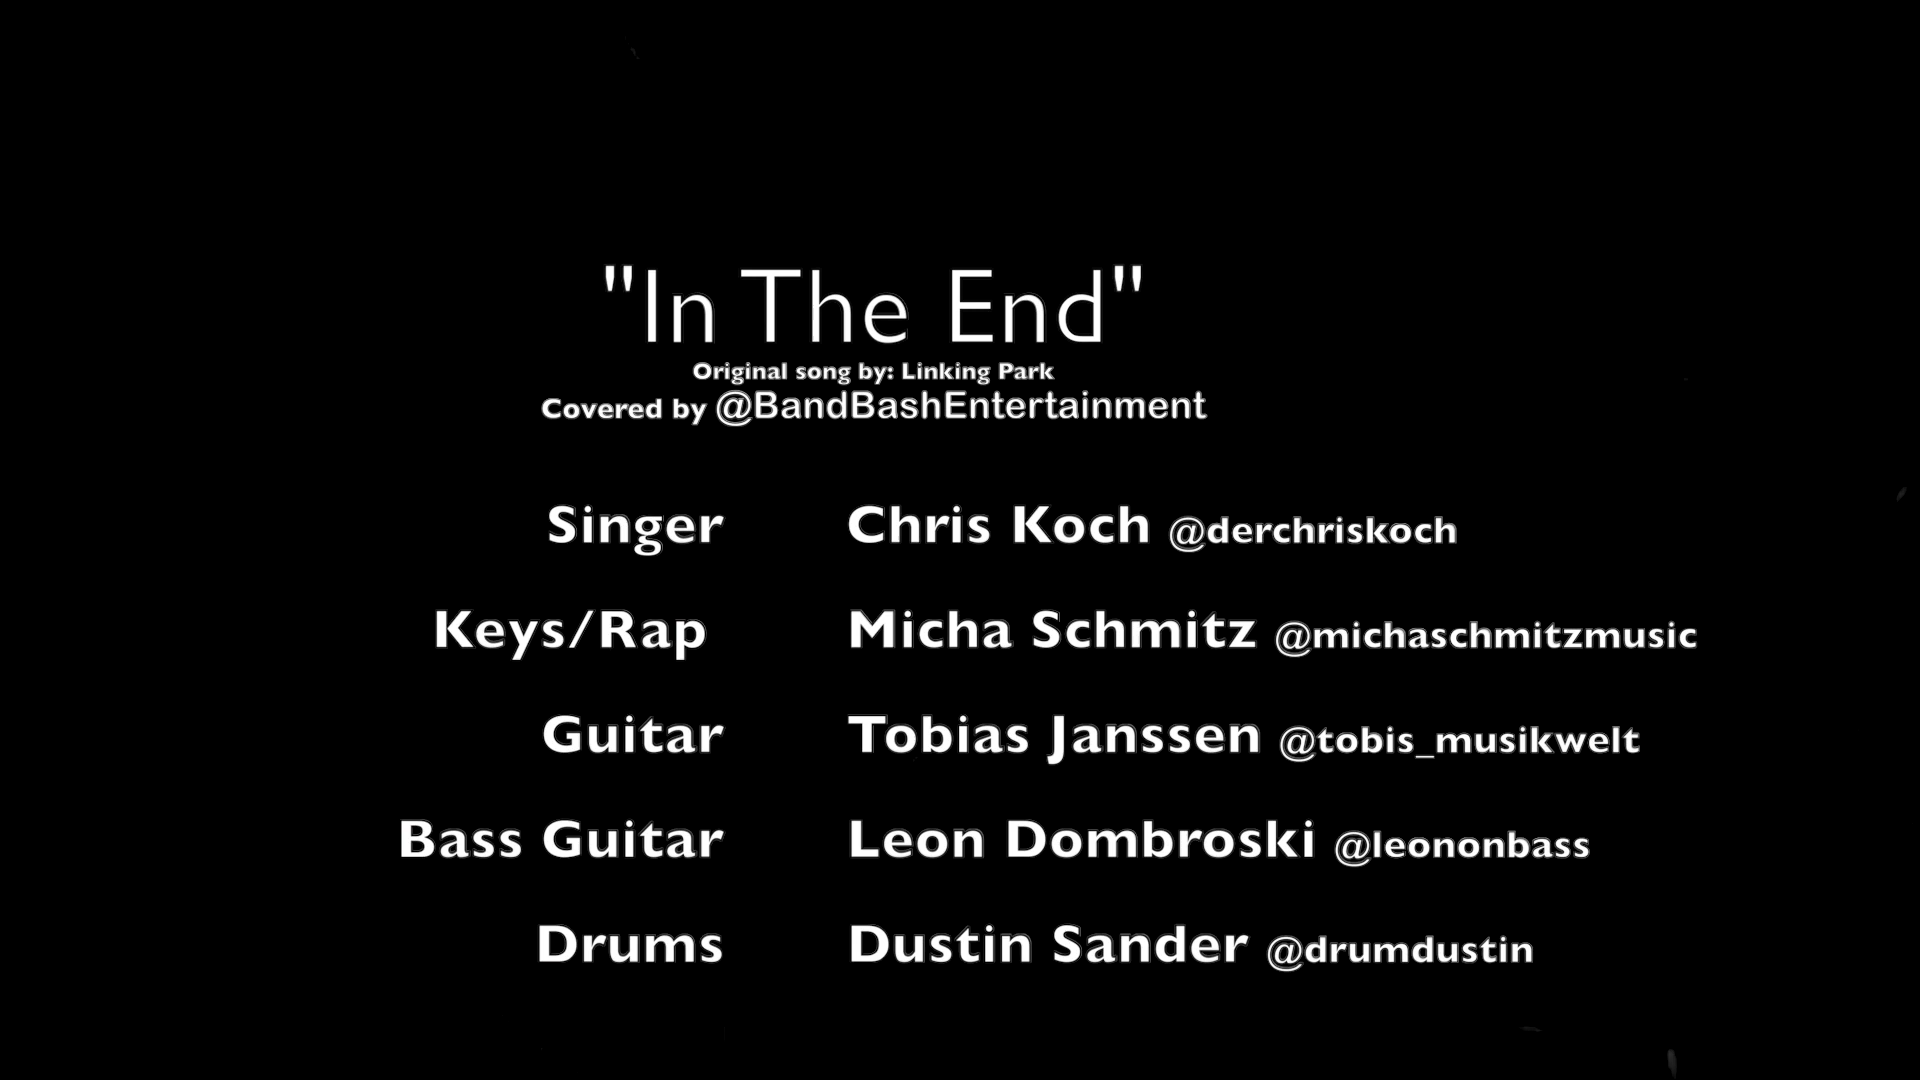 "In The End"
Original song by: Linking Park
Covered by @BandBashEntertainment
Singer Chris Koch @derchriskoch
Keys/Rap Micha Schmitz @michaschmitzmusic
Guitar Tobias Janssen @tobis_musikwelt
Bass Guitar Leon Dombroski @leononbass
Drums Dustin Sander @drumdustin